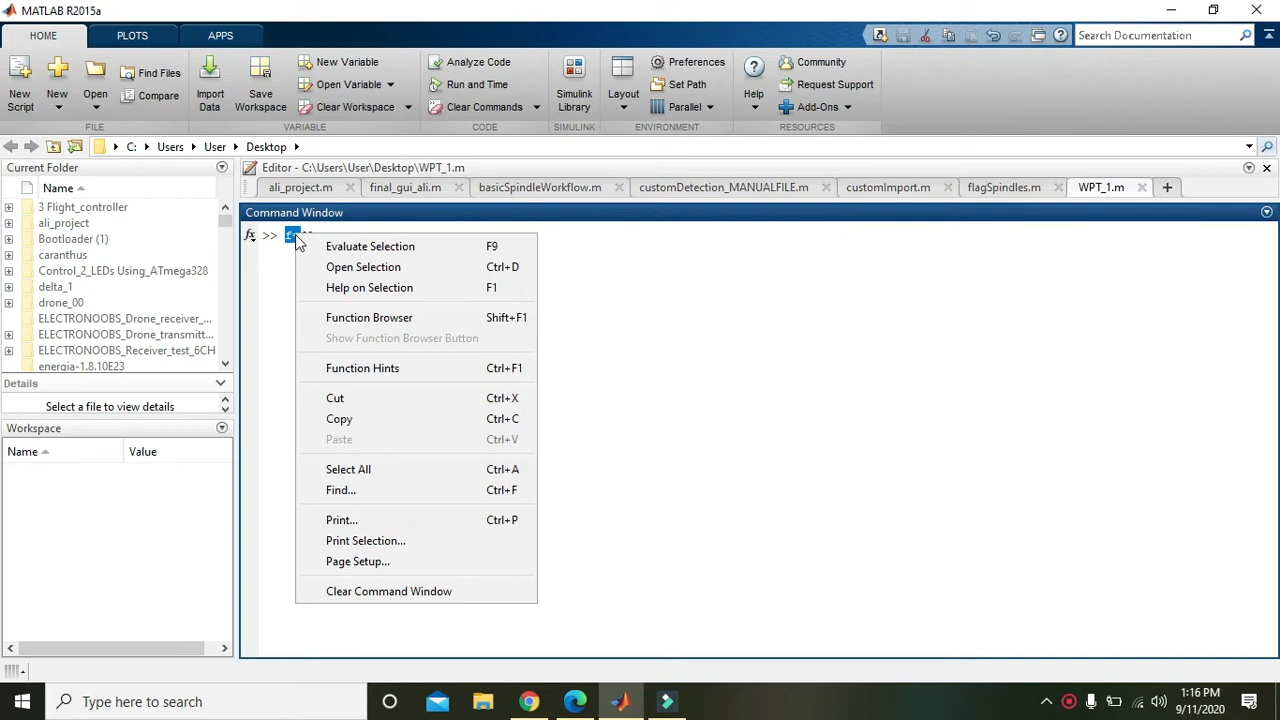 MATLAB R2015a
HOME PLOTS APPS Search Documentation
New Script
New
Open
Find Files
Compare
FILE
Import Data
Save Workspace
New Variable
Open Variable
Clear Workspace
VARIABLE
Analyze Code
Run and Time
Clear Commands
CODE
Simulink Library
SIMULINK
Layout
Preferences
Set Path
Parallel
ENVIRONMENT
Help
Community
Request Support
Add-Ons
RESOURCES
C: Users User Desktop
Current Folder
Name
3 Flight_controller
ali_project
Bootloader (1)
caranthus
Control_2_LEDs Using_ATmega328
delta_1
drone_00
ELECTRONOOBS_Drone_receiver_...
ELECTRONOOBS_Drone_transmitt...
ELECTRONOOBS_Receiver_test_6CH
energia-1.8.10E23
Details
Select a file to view details
Workspace
Name Value
Editor - C:\Users\User\Desktop\WPT_1.m
ali_project.m final_gui_ali.m basicSpindleWorkflow.m customDetection_MANUALFILE.m customImport.m flagSpindles.m WPT_1.m
Command Window
fx >>
Evaluate Selection F9
Open Selection Ctrl+D
Help on Selection F1
Function Browser Shift+F1
Show Function Browser Button
Function Hints Ctrl+F1
Cut Ctrl+X
Copy Ctrl+C
Paste Ctrl+V
Select All Ctrl+A
Find... Ctrl+F
Print... Ctrl+P
Print Selection...
Page Setup...
Clear Command Window
Type here to search
1:16 PM
9/11/2020